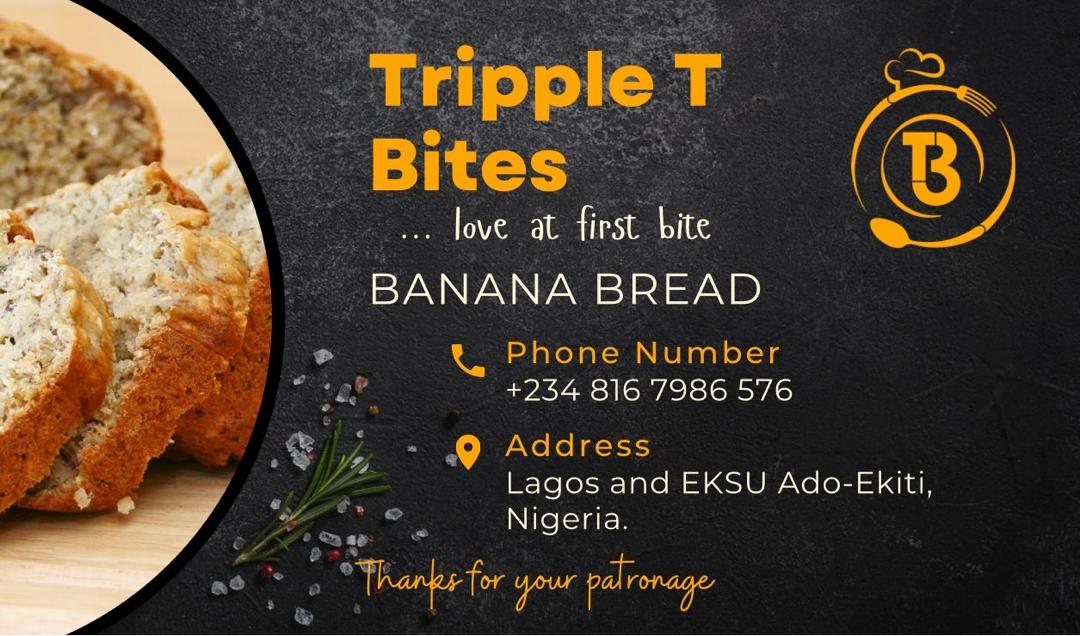 Tripple T
Bites
... love at first bite
BANANA BREAD
Phone Number
+234 816 7986 576
Address
Lagos and EKSU Ado-Ekiti,
Nigeria.
Thanks for your patronage
TB